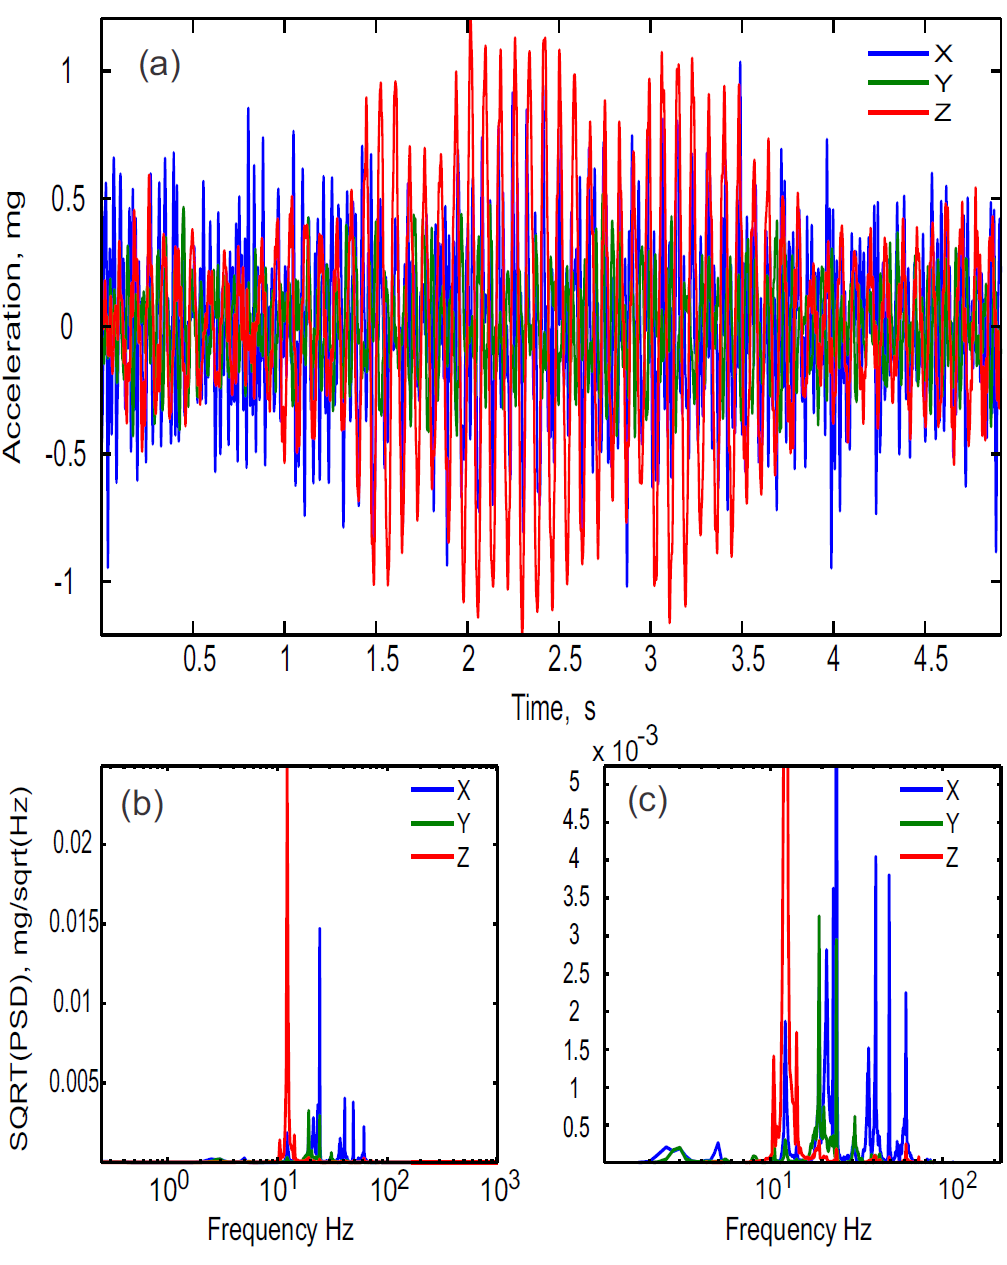 (a)
X
Y
Z
Acceleration, mg
1
0.5
0
-0.5
-1
0.5 1 1.5 2 2.5 3 3.5 4 4.5
Time, s
(b)
X
Y
Z
SQRT(PSD), mg/sqrt(Hz)
0.02
0.015
0.01
0.005
10^0 10^1 10^2 10^3
Frequency Hz
x 10^-3
(c)
X
Y
Z
5
4.5
4
3.5
3
2.5
2
1.5
1
0.5
10^1 10^2
Frequency Hz